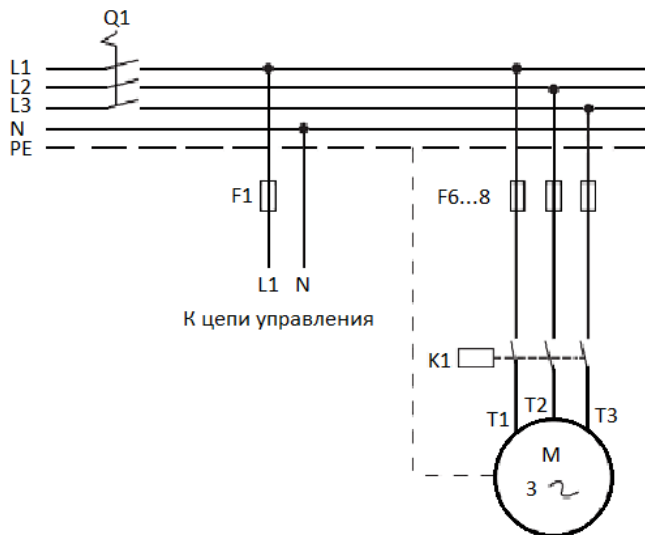 Q1
L1
L2
L3
N
PE
F1
F6...8
L1 N
К цепи управления
K1
T1
T2
T3
M
3